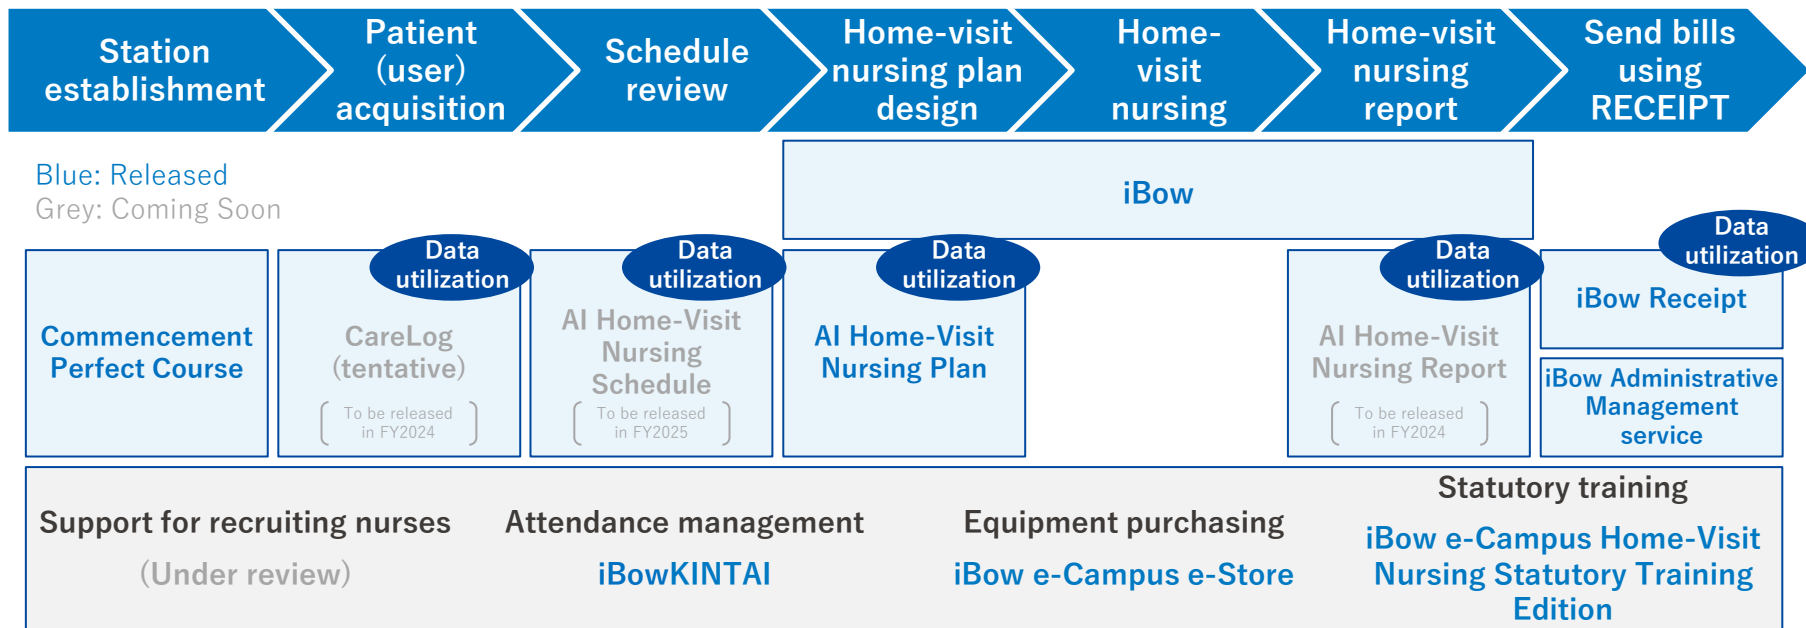 Station
establishment
Patient
(user)
acquisition
Schedule
review
Home-visit
nursing plan
design
Home-
visit
nursing
Home-visit
nursing
report
Send bills
using
RECEIPT
Blue: Released
Grey: Coming Soon
iBow
Commencement
Perfect Course
Data
utilization
CareLog
(tentative)
To be released
in FY2024
Data
utilization
AI Home-Visit
Nursing
Schedule
To be released
in FY2025
Data
utilization
AI Home-Visit
Nursing Plan
Data
utilization
AI Home-Visit
Nursing Report
To be released
in FY2024
Data
utilization
iBow Receipt
iBow Administrative
Management
service
Support for recruiting nurses
(Under review)
Attendance management
iBowKINTAI
Equipment purchasing
iBow e-Campus e-Store
Statutory training
iBow e-Campus Home-Visit
Nursing Statutory Training
Edition